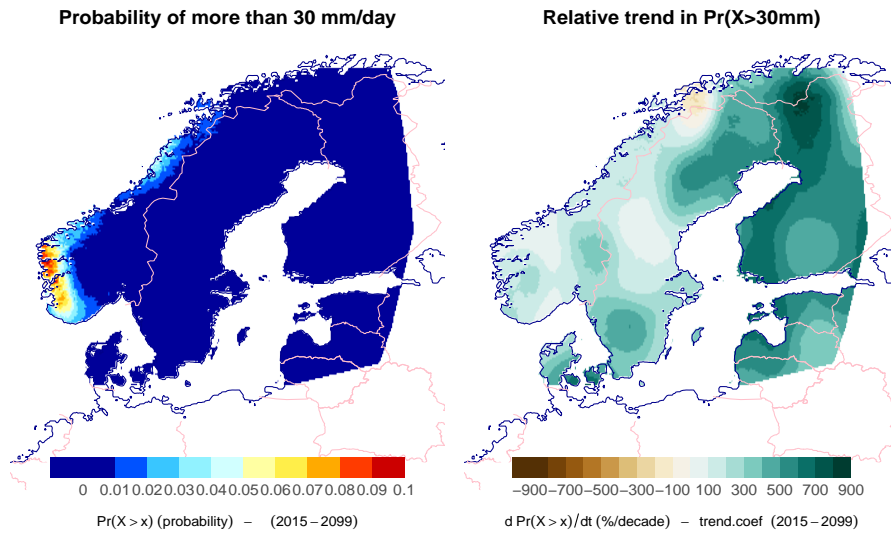 Probability of more than 30 mm/day
Relative trend in Pr(X>30mm)
0 0.01 0.02 0.03 0.04 0.05 0.06 0.07 0.08 0.09 0.1
−900 −700 −500 −300 −100 100 300 500 700 900
Pr(X > x) (probability) − (2015 − 2099)
d Pr(X > x)/dt (%/decade) − trend.coef (2015 − 2099)